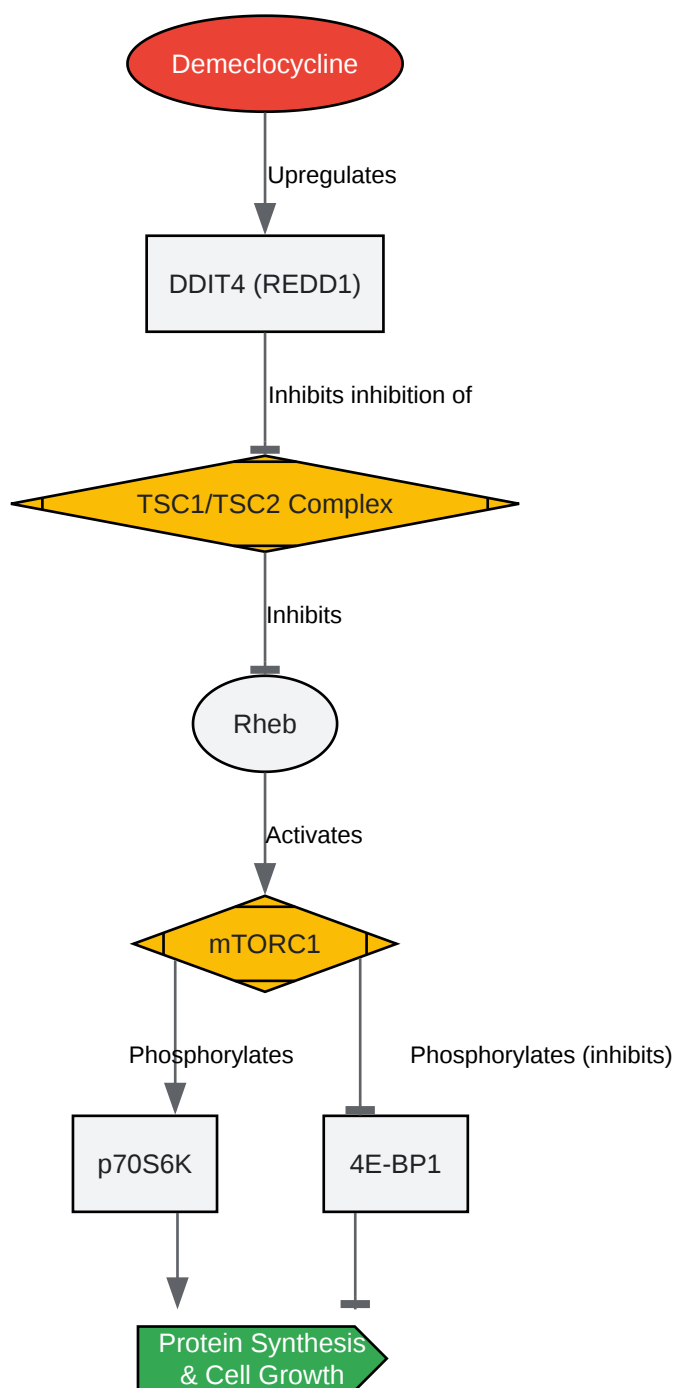 Demeclocycline
Upregulates
DDIT4 (REDD1)
Inhibits inhibition of
TSC1/TSC2 Complex
Inhibits
Rheb
Activates
mTORC1
Phosphorylates
Phosphorylates (inhibits)
p70S6K
4E-BP1
Protein Synthesis
& Cell Growth